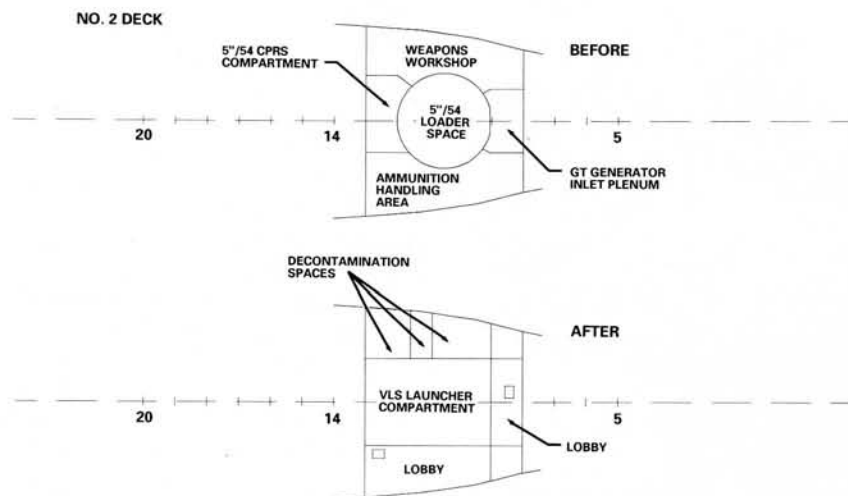 NO. 2 DECK
BEFORE
5"/54 CPRS
COMPARTMENT
WEAPONS
WORKSHOP
5"/54
LOADER
SPACE
20
14
5
AMMUNITION
HANDLING
AREA
GT GENERATOR
INLET PLENUM
DECONTAMINATION
SPACES
AFTER
VLS LAUNCHER
COMPARTMENT
20
14
5
LOBBY
LOBBY